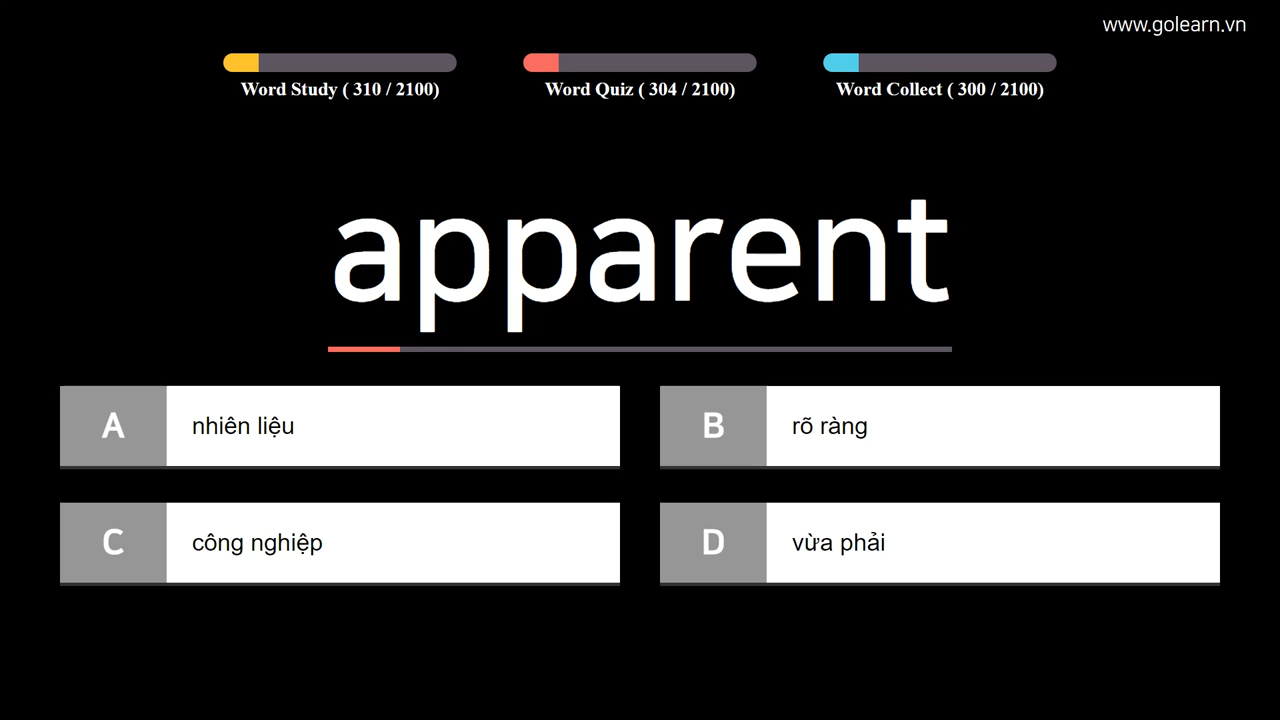 www.golearn.vn
Word Study ( 310 / 2100)
Word Quiz ( 304 / 2100)
Word Collect ( 300 / 2100)
apparent
A nhiên liệu
B rõ ràng
C công nghiệp
D vừa phải